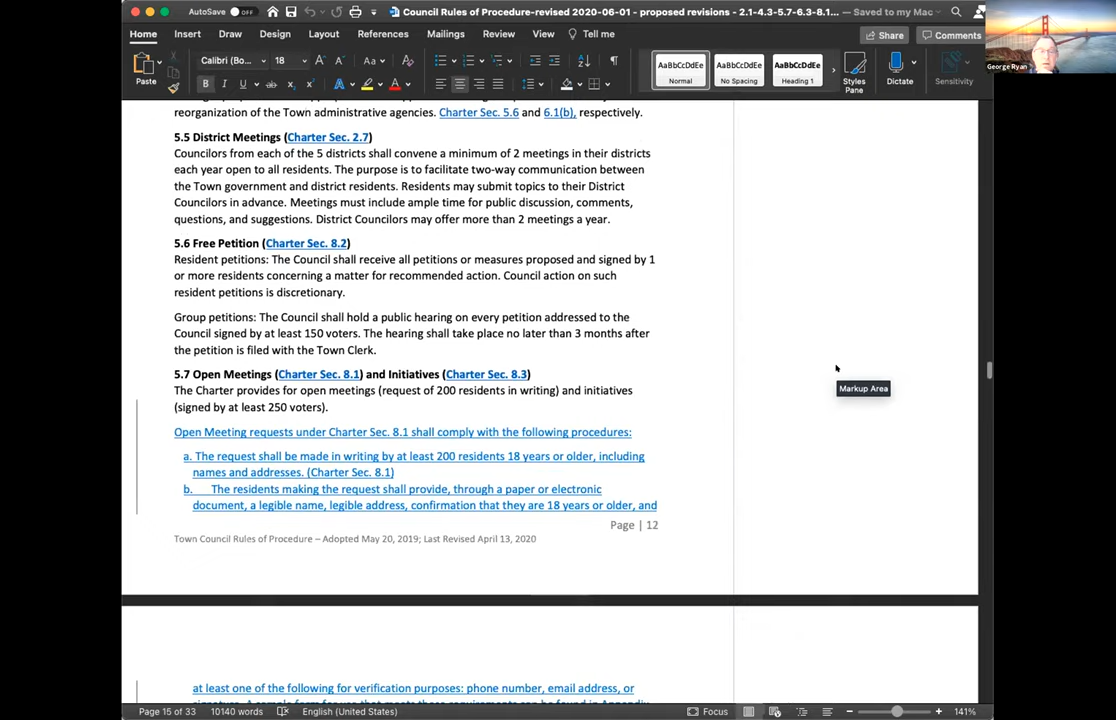 AutoSave OFF Council Rules of Procedure-revised 2020-06-01 - proposed revisions - 2.1-4.3-5.7-6.3-8.1... — Saved to my Mac
Home Insert Draw Design Layout References Mailings Review View Tell me Share Comments
George Ryan
Paste Calibri (Bo... 18 AaBbCcDdEe Normal AaBbCcDdEe No Spacing AaBbCcDc Heading 1 Styles Pane Dictate Sensitivity
reorganization of the Town administrative agencies. Charter Sec. 5.6 and 6.1(b), respectively.
5.5 District Meetings (Charter Sec. 2.7)
Councilors from each of the 5 districts shall convene a minimum of 2 meetings in their districts
each year open to all residents. The purpose is to facilitate two-way communication between
the Town government and district residents. Residents may submit topics to their District
Councilors in advance. Meetings must include ample time for public discussion, comments,
questions, and suggestions. District Councilors may offer more than 2 meetings a year.
5.6 Free Petition (Charter Sec. 8.2)
Resident petitions: The Council shall receive all petitions or measures proposed and signed by 1
or more residents concerning a matter for recommended action. Council action on such
resident petitions is discretionary.
Group petitions: The Council shall hold a public hearing on every petition addressed to the
Council signed by at least 150 voters. The hearing shall take place no later than 3 months after
the petition is filed with the Town Clerk.
5.7 Open Meetings (Charter Sec. 8.1) and Initiatives (Charter Sec. 8.3)
The Charter provides for open meetings (request of 200 residents in writing) and initiatives
(signed by at least 250 voters).
Markup Area
Open Meeting requests under Charter Sec. 8.1 shall comply with the following procedures:
a. The request shall be made in writing by at least 200 residents 18 years or older, including
names and addresses. (Charter Sec. 8.1)
b. The residents making the request shall provide, through a paper or electronic
document, a legible name, legible address, confirmation that they are 18 years or older, and
Page | 12
Town Council Rules of Procedure – Adopted May 20, 2019; Last Revised April 13, 2020
at least one of the following for verification purposes: phone number, email address, or
Page 15 of 33 10140 words English (United States) Focus 141%